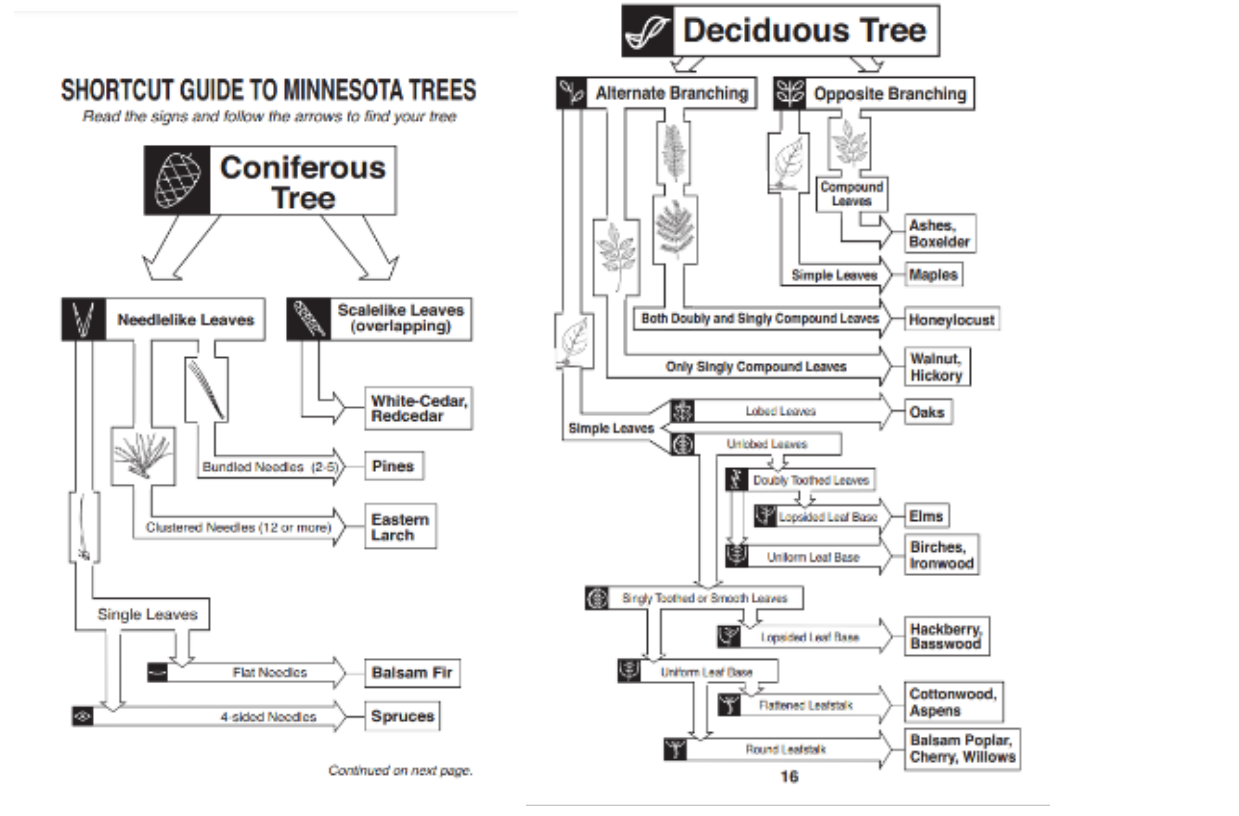 SHORTCUT GUIDE TO MINNESOTA TREES
Read the signs and follow the arrows to find your tree
Coniferous
Tree
Needlelike Leaves
Scalelike Leaves
(overlapping)
White-Cedar,
Redcedar
Bundled Needles (2-5)
Pines
Clustered Needles (12 or more)
Eastern
Larch
Single Leaves
Flat Needles
Balsam Fir
4-sided Needles
Spruces
Continued on next page.
Deciduous Tree
Alternate Branching
Opposite Branching
Compound
Leaves
Ashes,
Boxelder
Simple Leaves
Maples
Both Doubly and Singly Compound Leaves
Honeylocust
Only Singly Compound Leaves
Walnut,
Hickory
Simple Leaves
Lobed Leaves
Oaks
Unlobed Leaves
Doubly Toothed Leaves
Lopsided Leaf Base
Elms
Uniform Leaf Base
Birches,
Ironwood
Singly Toothed or Smooth Leaves
Lopsided Leaf Base
Hackberry,
Basswood
Uniform Leaf Base
Flattened Leafstalk
Cottonwood,
Aspens
Round Leafstalk
Balsam Poplar,
Cherry, Willows
16